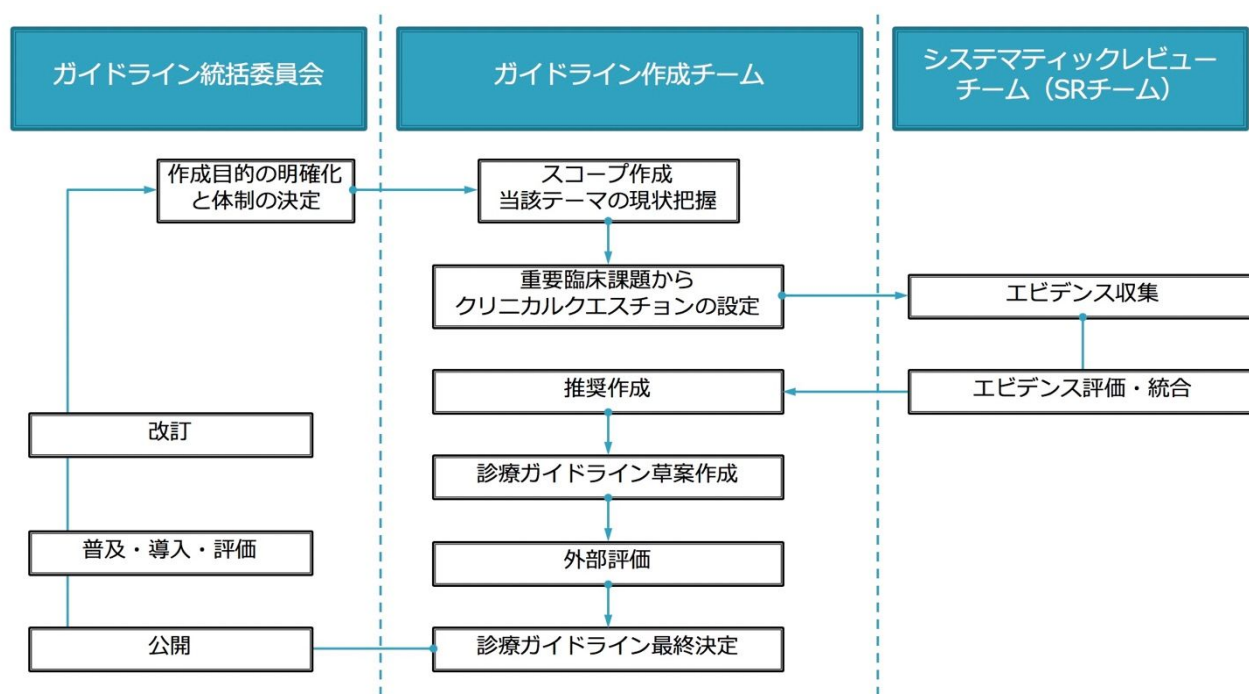 ガイドライン統括委員会
ガイドライン作成チーム
システマティックレビュー
チーム（SRチーム）
作成目的の明確化
と体制の決定
スコープ作成
当該テーマの現状把握
重要臨床課題から
クリニカルクエスチョンの設定
エビデンス収集
推奨作成
エビデンス評価・統合
改訂
診療ガイドライン草案作成
普及・導入・評価
外部評価
公開
診療ガイドライン最終決定